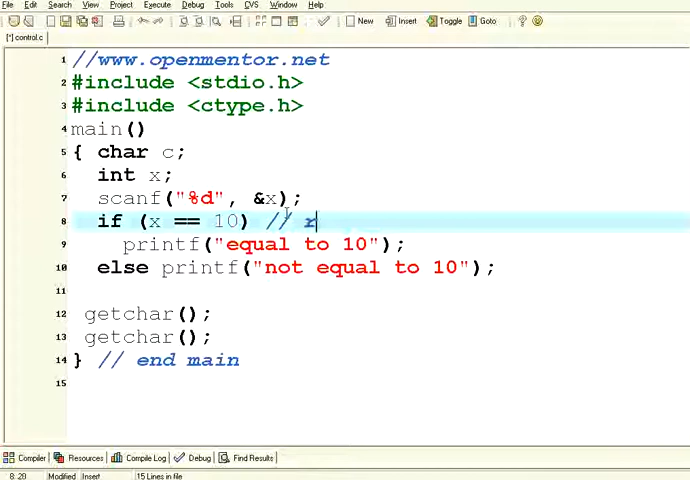 File Edit Search View Project Execute Debug Tools CVS Window Help
New Insert Toggle Goto
[*] control.c
1 //www.openmentor.net
2 #include <stdio.h>
3 #include <ctype.h>
4 main()
5 { char c;
6 int x;
7 scanf("%d", &x);
8 if (x == 10) // r
9 printf("equal to 10");
10 else printf("not equal to 10");
11
12 getchar();
13 getchar();
14 } // end main
15
Compiler Resources Compile Log Debug Find Results
8: 20 Modified Insert 15 Lines in file